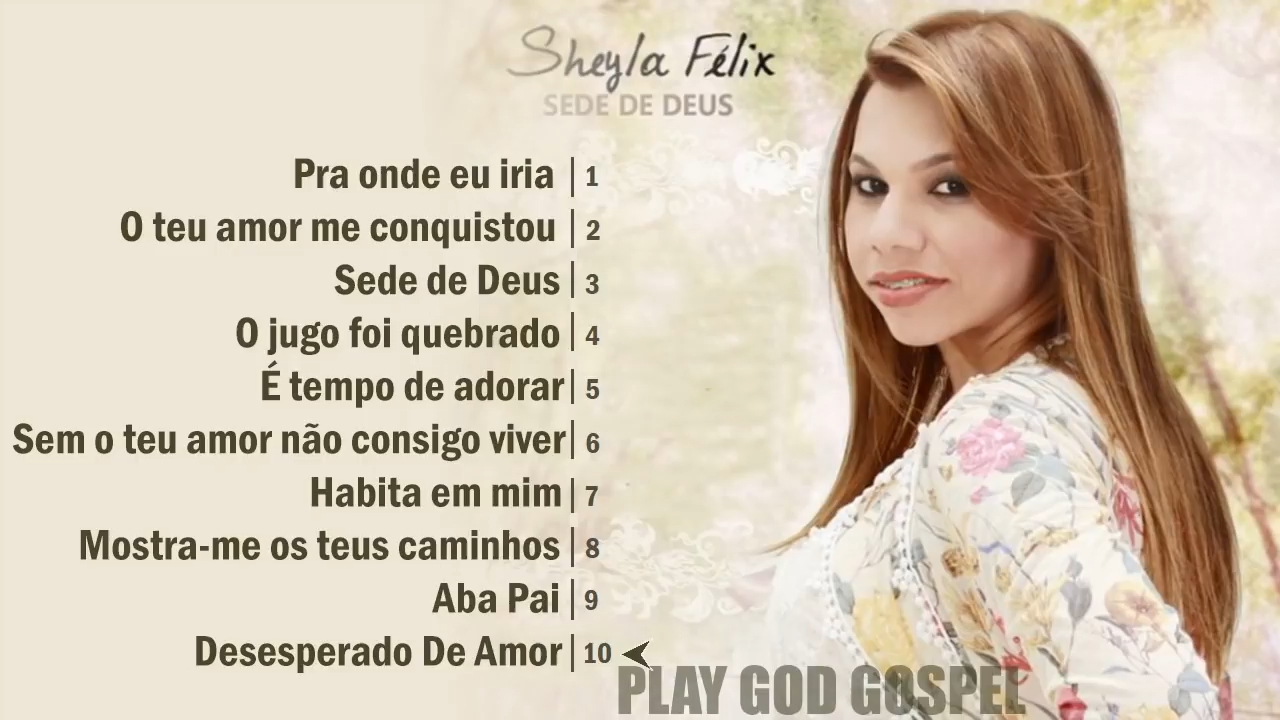 Sheyla Félix
SEDE DE DEUS
Pra onde eu iria | 1
O teu amor me conquistou | 2
Sede de Deus | 3
O jugo foi quebrado | 4
É tempo de adorar | 5
Sem o teu amor não consigo viver | 6
Habita em mim | 7
Mostra-me os teus caminhos | 8
Aba Pai | 9
Desesperado De Amor | 10
PLAY GOD GOSPEL